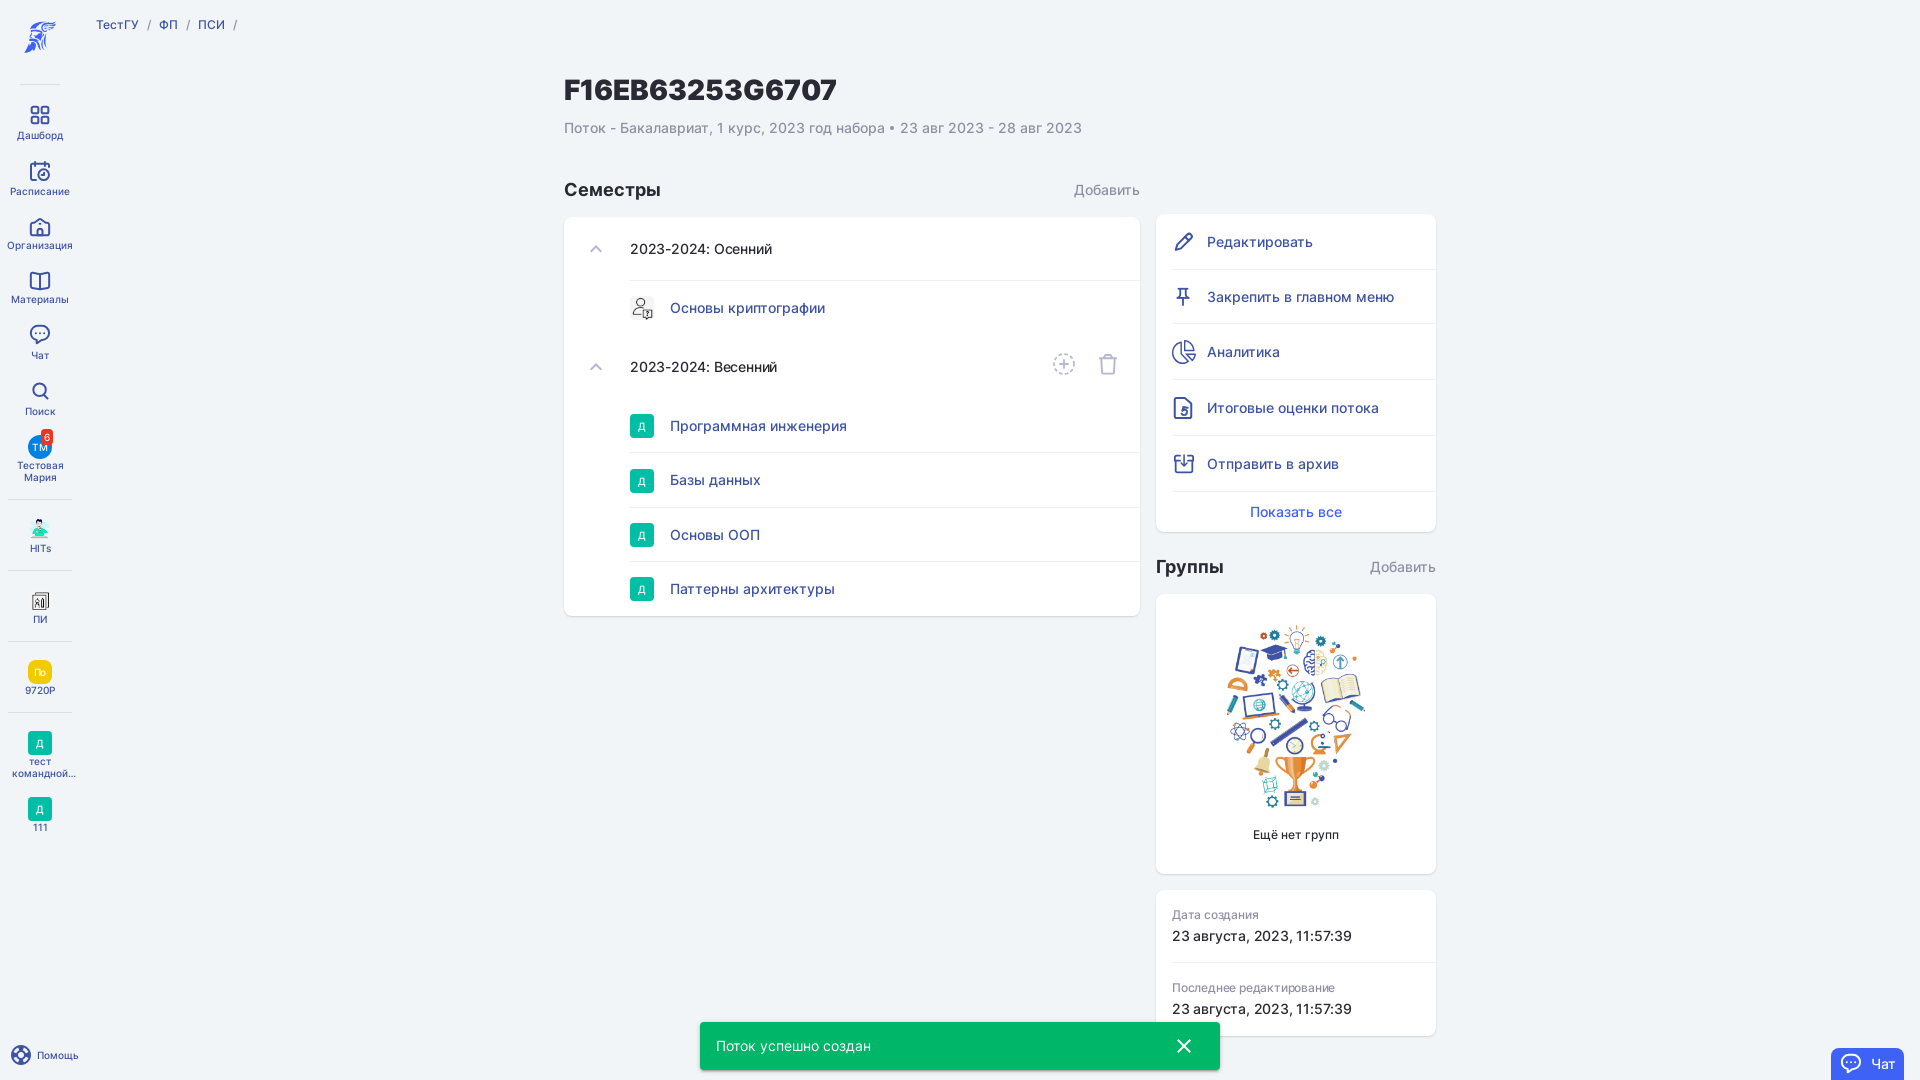 ТестГУ / ФП / ПСИ /
F16EB63253G6707
Поток - Бакалавриат, 1 курс, 2023 год набора • 23 авг 2023 - 28 авг 2023
Дашборд
Расписание
Организация
Материалы
Чат
Поиск
ТМ
6
Тестовая
Мария
HITs
ПИ
По
9720Р
Д
тест
командной...
Д
111
Помощь
Семестры
Добавить
2023-2024: Осенний
Основы криптографии
2023-2024: Весенний
Д Программная инженерия
Д Базы данных
Д Основы ООП
Д Паттерны архитектуры
Редактировать
Закрепить в главном меню
Аналитика
Итоговые оценки потока
Отправить в архив
Показать все
Группы
Добавить
Ещё нет групп
Дата создания
23 августа, 2023, 11:57:39
Последнее редактирование
23 августа, 2023, 11:57:39
Поток успешно создан
Чат